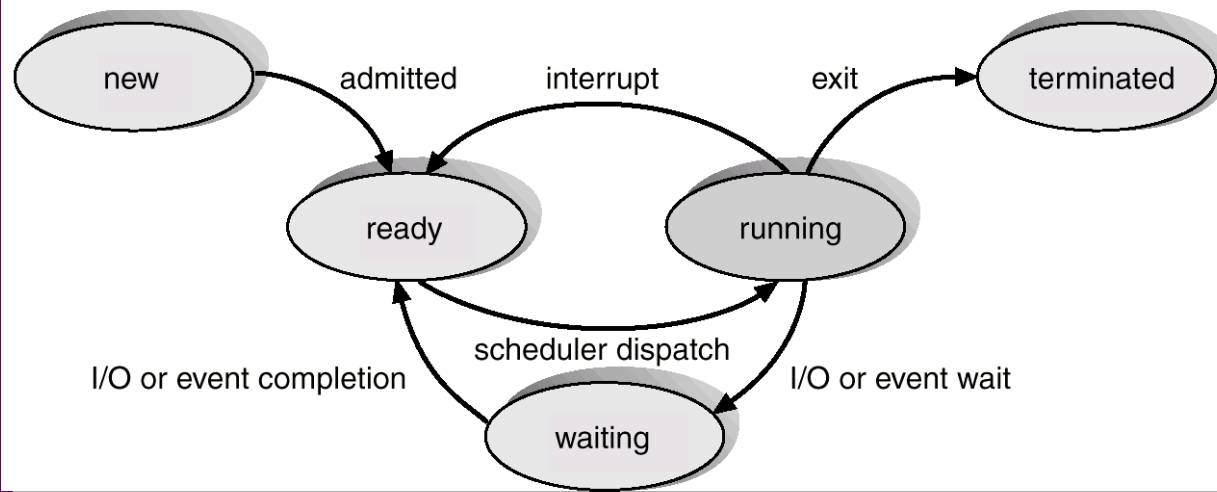 new
admitted
interrupt
exit
terminated
ready
running
scheduler dispatch
I/O or event completion
I/O or event wait
waiting